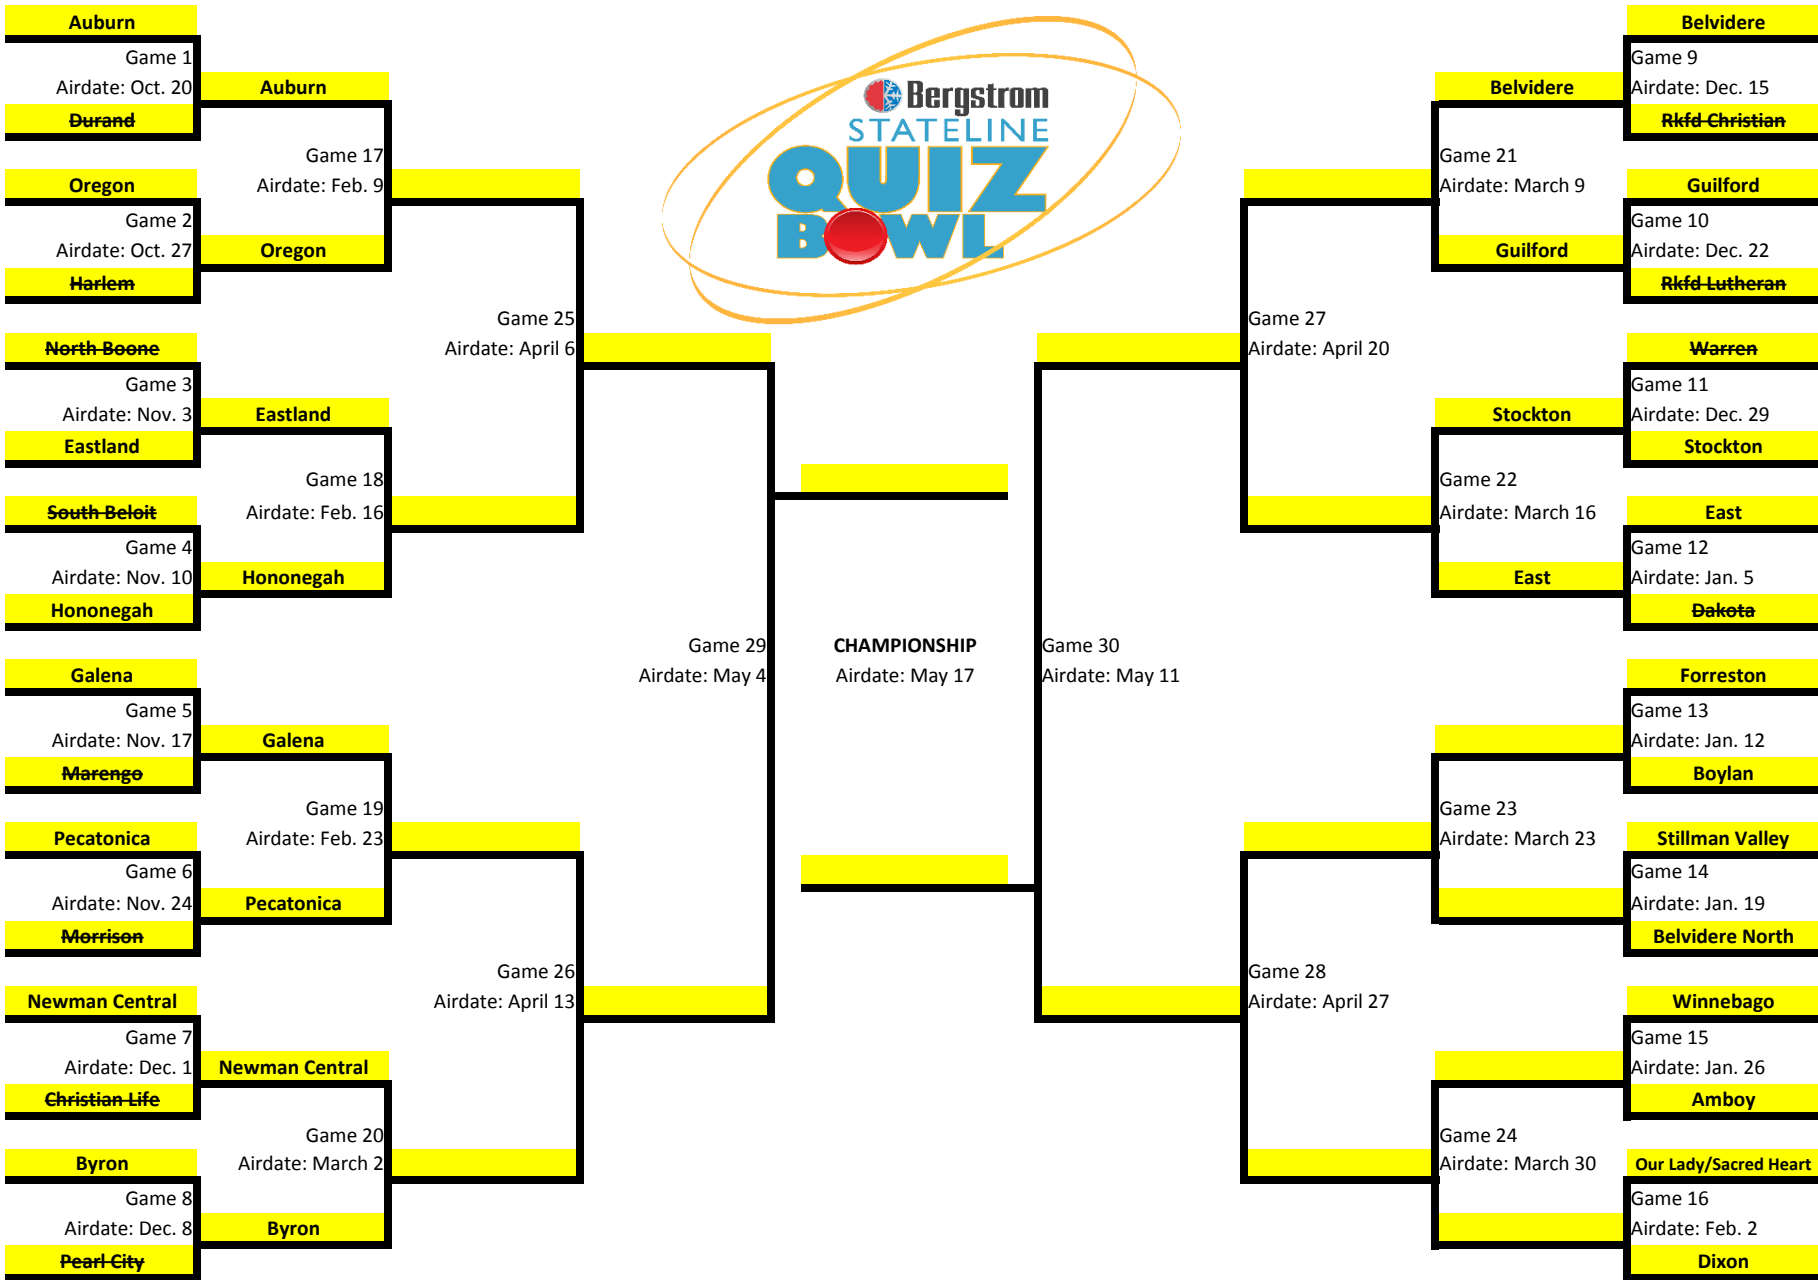 Auburn
Game 1
Airdate: Oct. 20
Durand
Auburn
Oregon
Game 2
Airdate: Oct. 27
Harlem
Oregon
Game 17
Airdate: Feb. 9
North Boone
Game 3
Airdate: Nov. 3
Eastland
Eastland
South Beloit
Game 4
Airdate: Nov. 10
Hononegah
Hononegah
Game 18
Airdate: Feb. 16
Game 25
Airdate: April 6
Galena
Game 5
Airdate: Nov. 17
Marengo
Galena
Pecatonica
Game 6
Airdate: Nov. 24
Morrison
Pecatonica
Game 19
Airdate: Feb. 23
Newman Central
Game 7
Airdate: Dec. 1
Christian Life
Newman Central
Byron
Game 8
Airdate: Dec. 8
Pearl City
Byron
Game 20
Airdate: March 2
Game 26
Airdate: April 13
Game 29
Airdate: May 4
Bergstrom
STATELINE
QUIZ
BOWL
CHAMPIONSHIP
Airdate: May 17
Game 30
Airdate: May 11
Game 27
Airdate: April 20
Game 21
Airdate: March 9
Belvidere
Belvidere
Game 9
Airdate: Dec. 15
Rkfd Christian
Guilford
Guilford
Game 10
Airdate: Dec. 22
Rkfd Lutheran
Game 22
Airdate: March 16
Stockton
Warren
Game 11
Airdate: Dec. 29
Stockton
East
East
Game 12
Airdate: Jan. 5
Dakota
Game 28
Airdate: April 27
Game 23
Airdate: March 23
Forreston
Game 13
Airdate: Jan. 12
Boylan
Stillman Valley
Game 14
Airdate: Jan. 19
Belvidere North
Game 24
Airdate: March 30
Winnebago
Game 15
Airdate: Jan. 26
Amboy
Our Lady/Sacred Heart
Game 16
Airdate: Feb. 2
Dixon